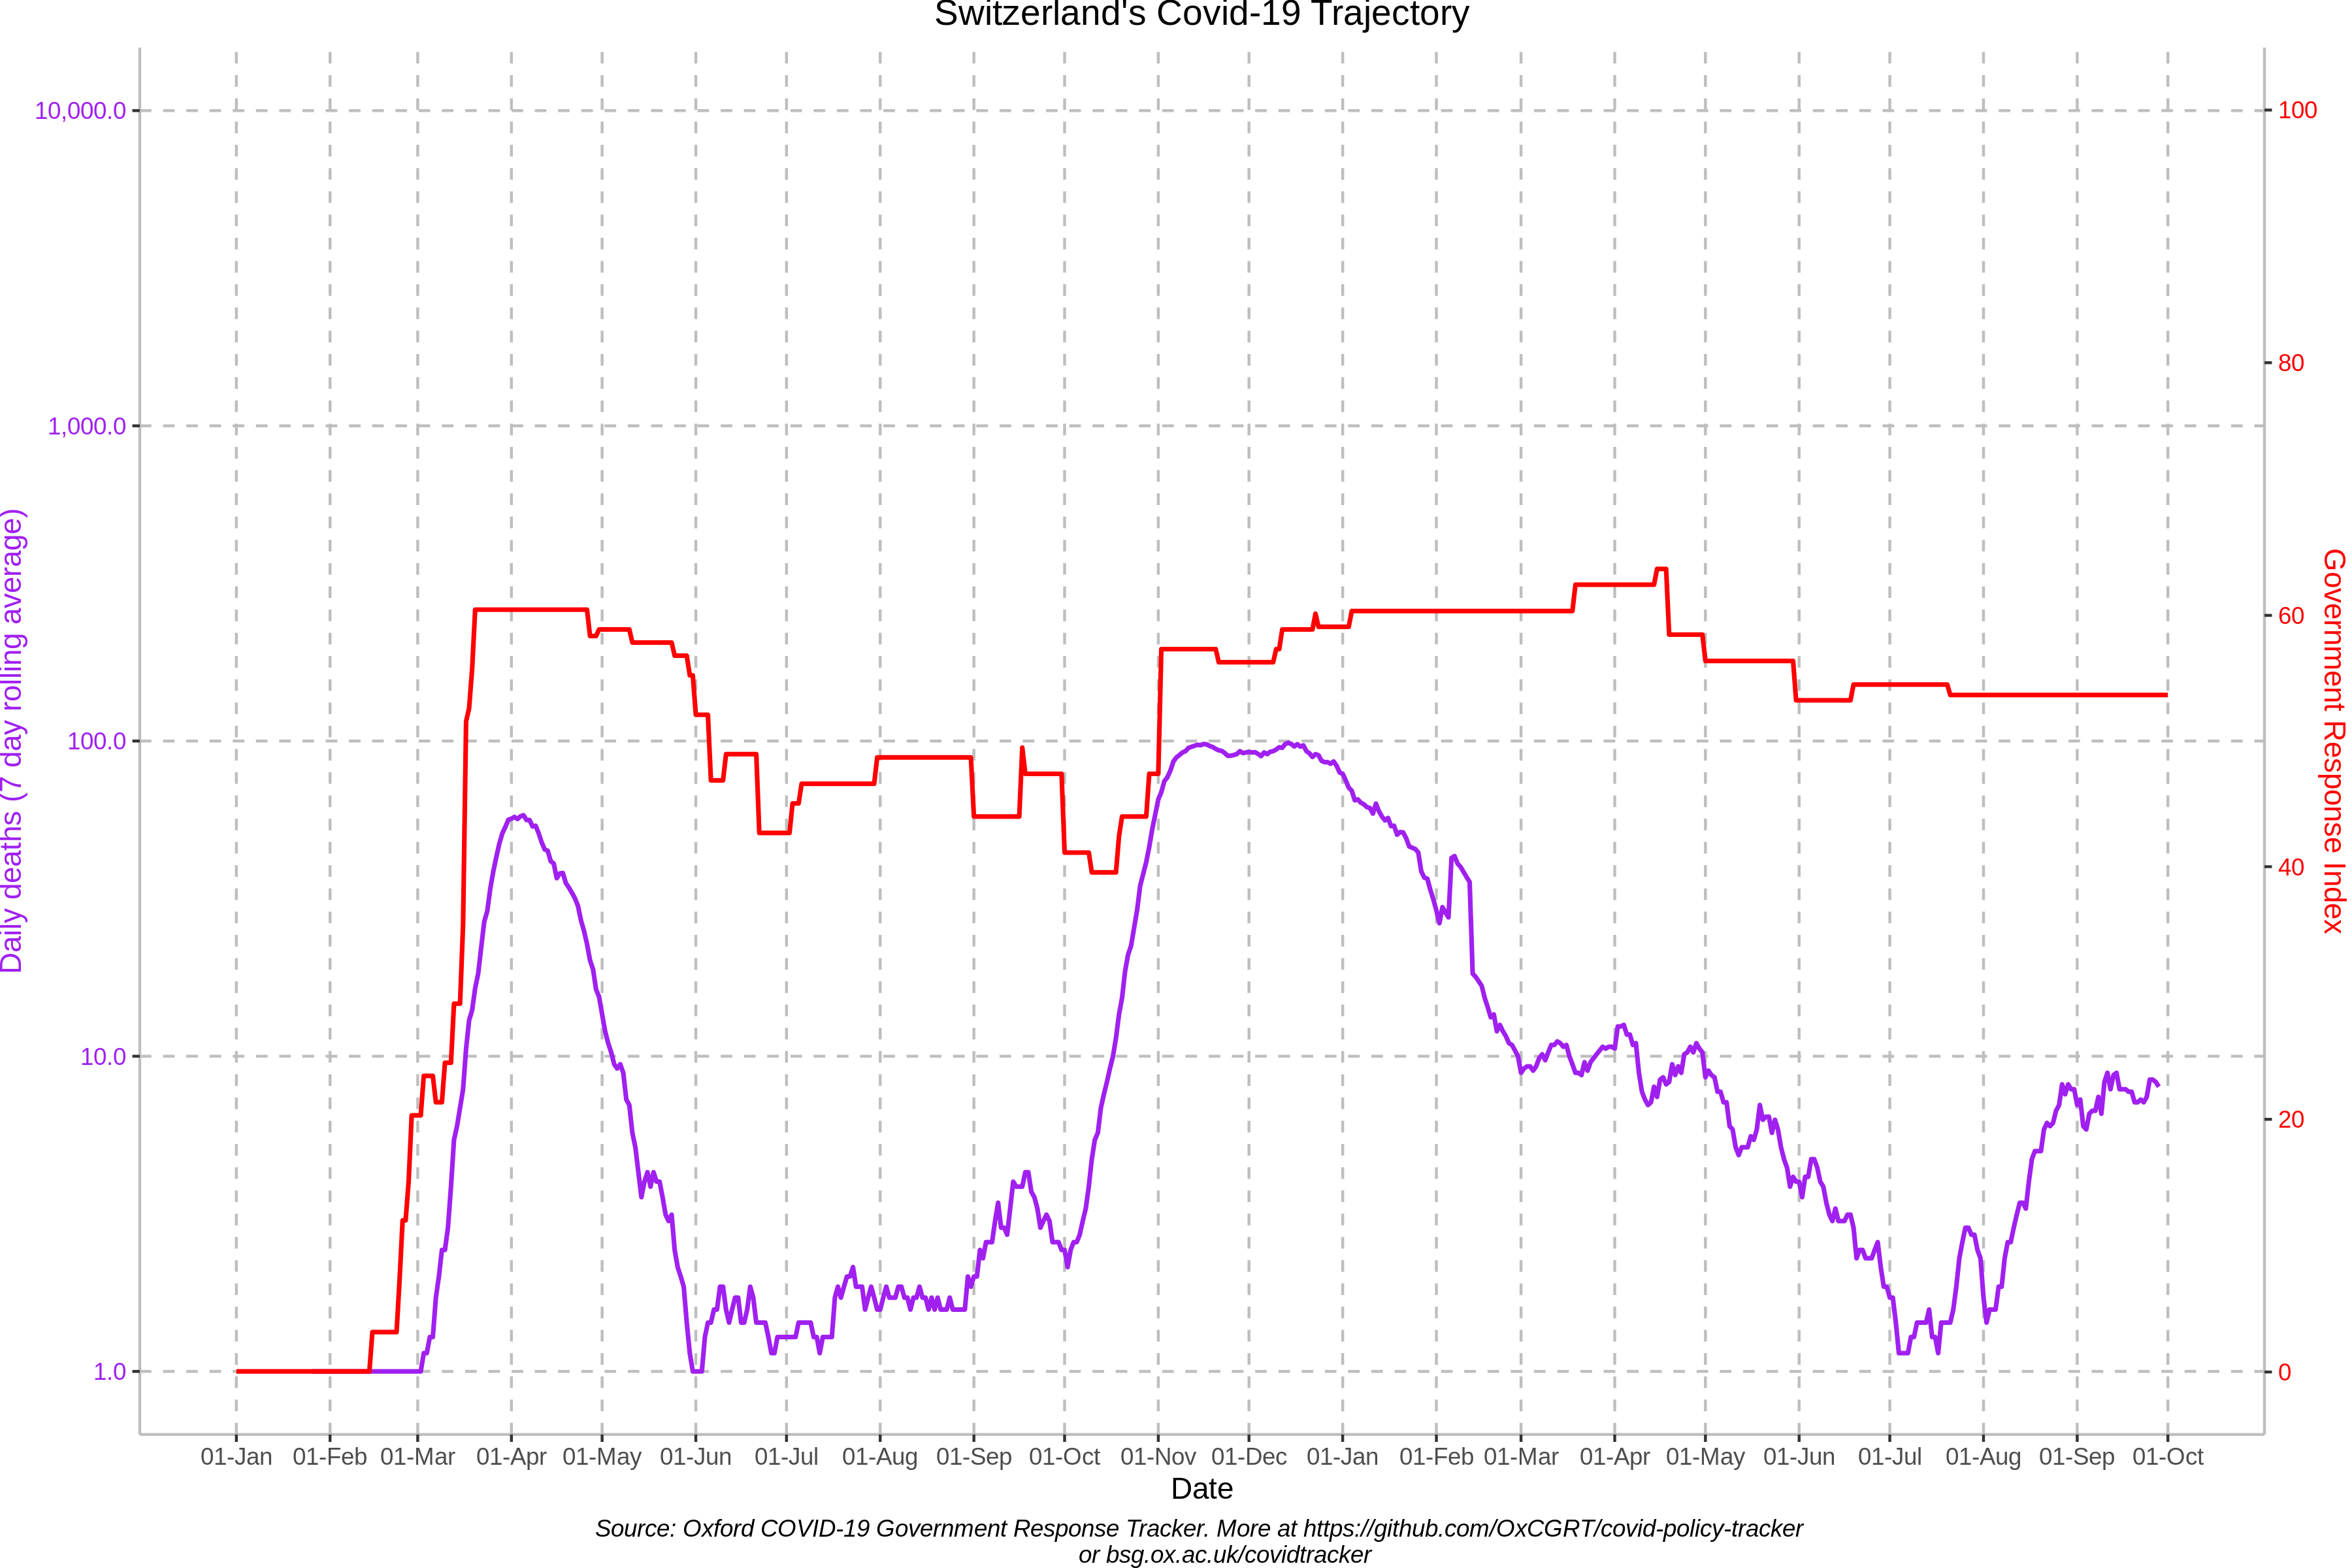 Switzerland's Covid-19 Trajectory
10,000.0
1,000.0
100.0
10.0
1.0
Daily deaths (7 day rolling average)
100
80
60
40
20
0
Government Response Index
01-Jan 01-Feb 01-Mar 01-Apr 01-May 01-Jun 01-Jul 01-Aug 01-Sep 01-Oct 01-Nov 01-Dec 01-Jan 01-Feb 01-Mar 01-Apr 01-May 01-Jun 01-Jul 01-Aug 01-Sep 01-Oct
Date
Source: Oxford COVID-19 Government Response Tracker. More at https://github.com/OxCGRT/covid-policy-tracker
or bsg.ox.ac.uk/covidtracker